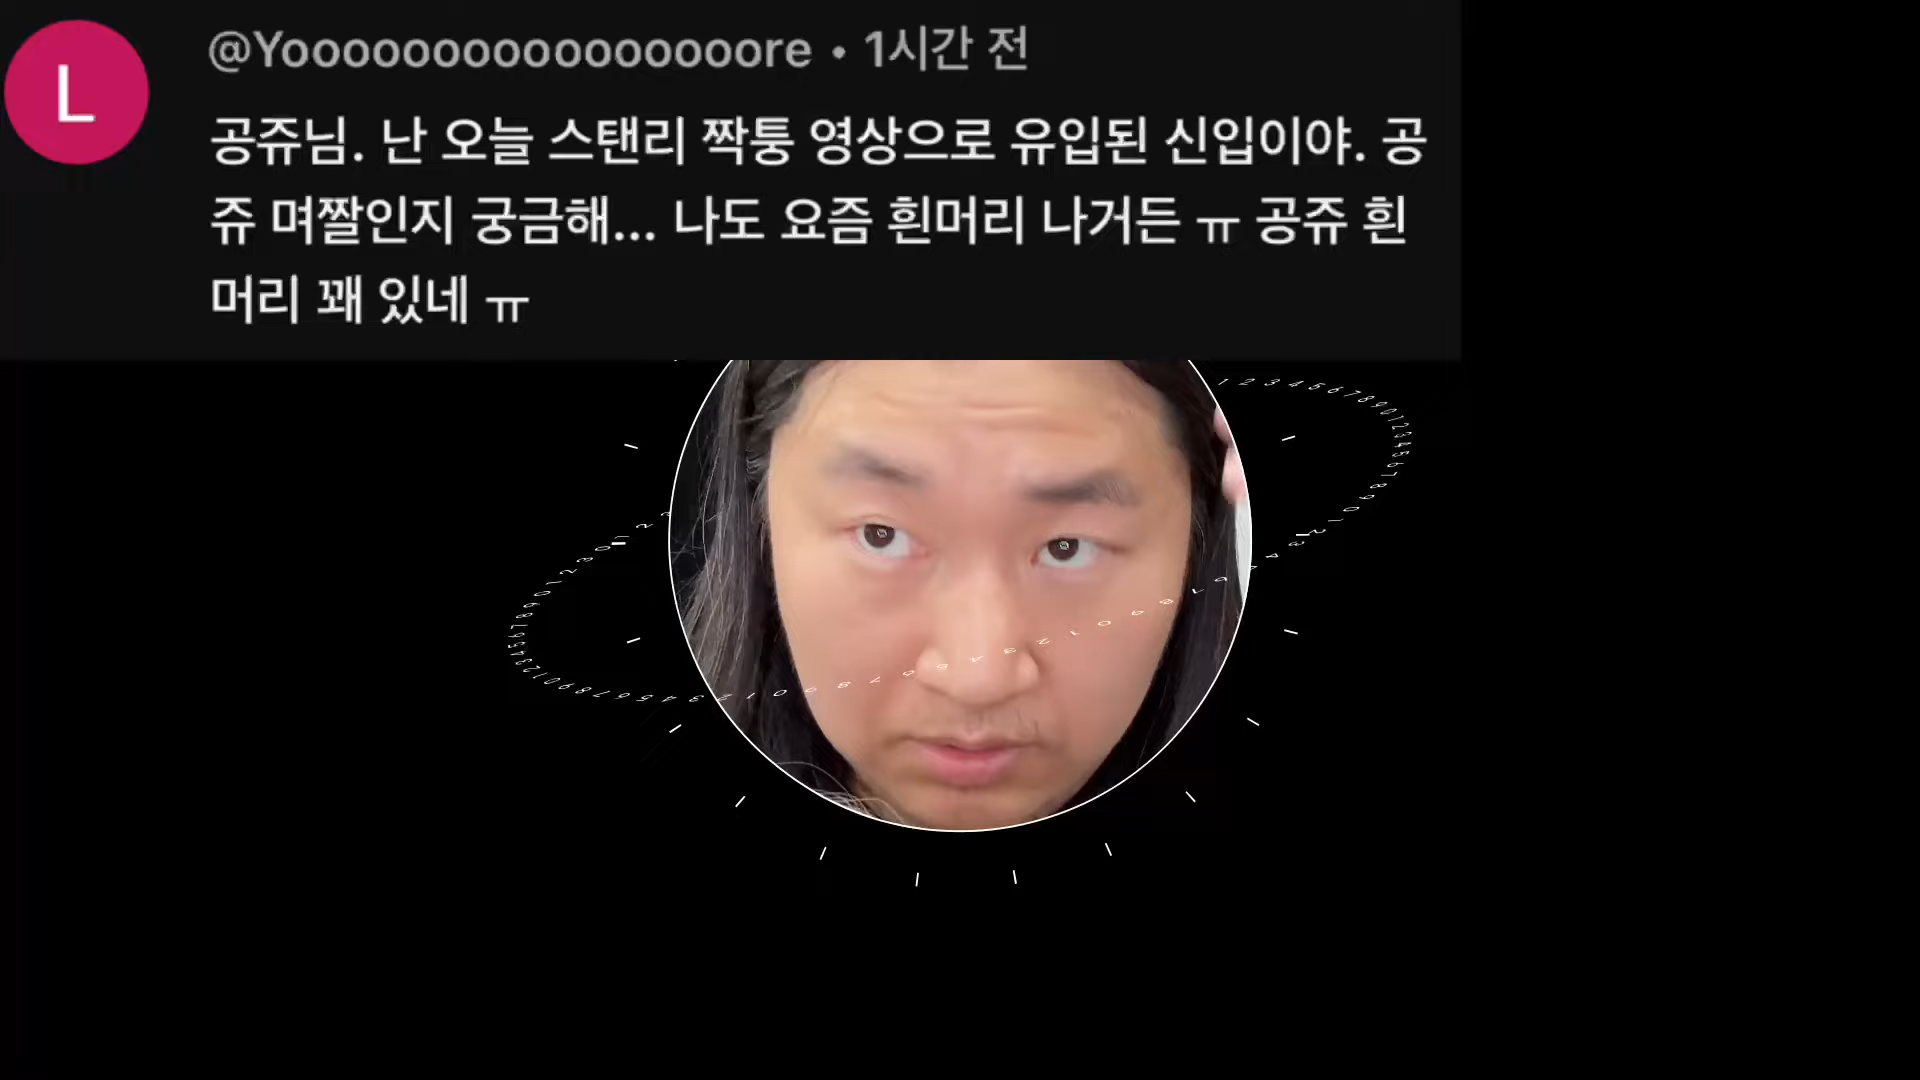 L
@Yoooooooooooooooooore • 1시간 전
공쥬님. 난 오늘 스탠리 짝퉁 영상으로 유입된 신입이야. 공
쥬 며짤인지 궁금해... 나도 요즘 흰머리 나거든 ㅠ 공쥬 흰
머리 꽤 있네 ㅠ